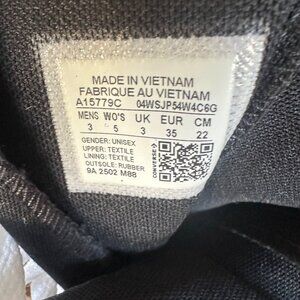 MADE IN VIETNAM
FABRIQUE AU VIETNAM
A15779C 04WSJP54W4C6G
MENS WO'S UK EUR CM
3 5 3 35 22
GENDER: UNISEX
UPPER: TEXTILE
LINING: TEXTILE
OUTSOLE: RUBBER
9A 2502 M88
CONVERSE